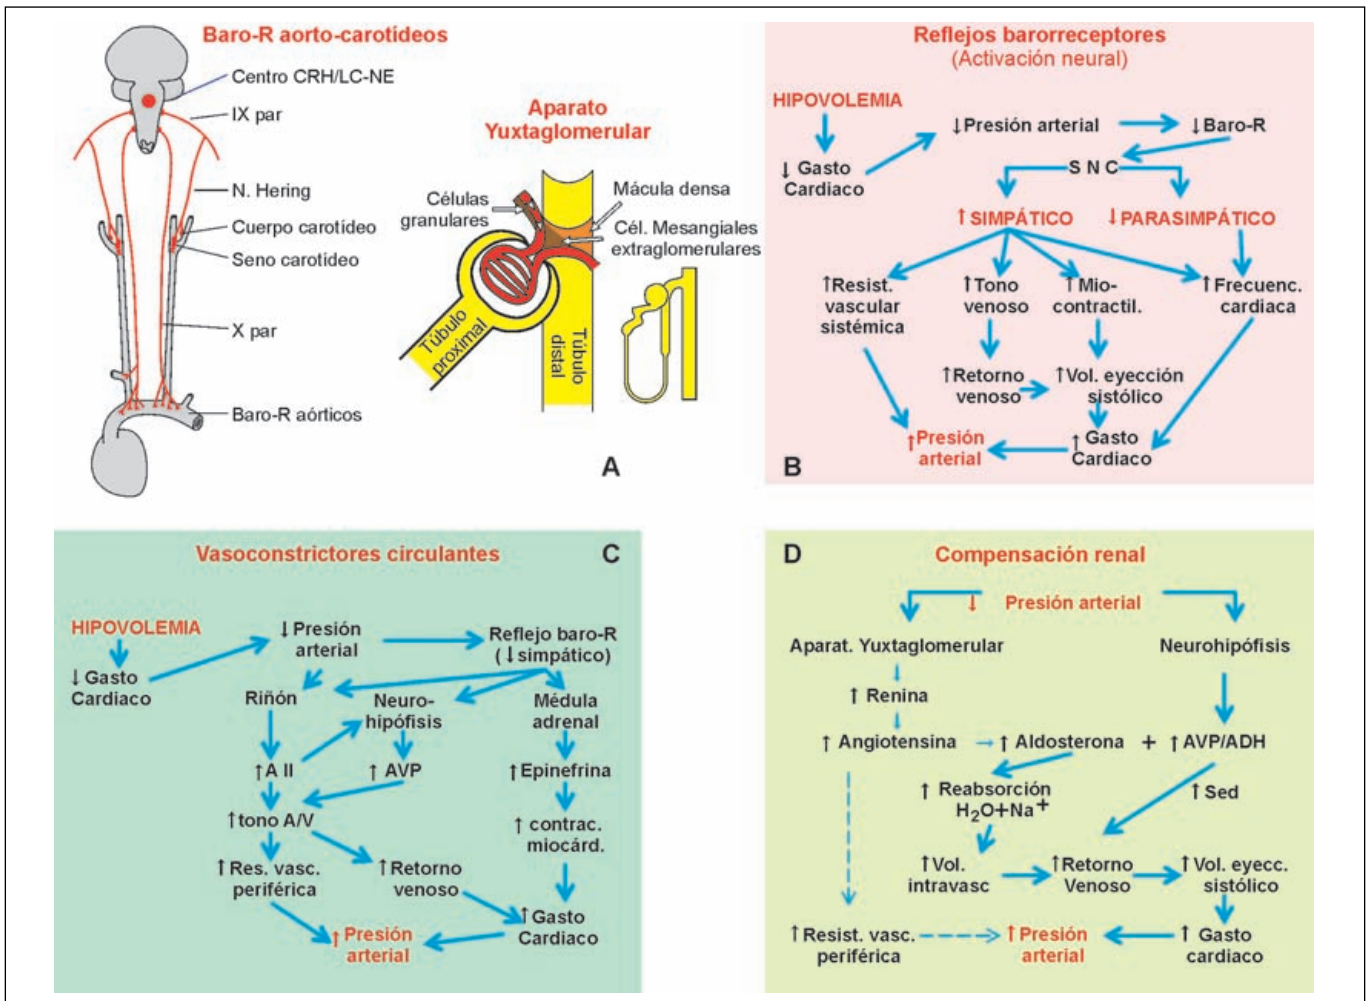 Baro-R aorto-carotídeos
Centro CRH/LC-NE
IX par
N. Hering
Cuerpo carotídeo
Seno carotídeo
X par
Baro-R aórticos
Aparato
Yuxtaglomerular
Células
granulares
Mácula densa
Cél. Mesangiales
extraglomerulares
Túbulo
proximal
Túbulo
distal
A
Reflejos barorreceptores
(Activación neural)
HIPOVOLEMIA
↓ Gasto
Cardiaco
↓Presión arterial
↓Baro-R
S N C
↑SIMPÁTICO
↓PARASIMPÁTICO
↑Resist.
vascular
sistémica
↑Tono
venoso
↑Mio-
contractil.
↑Frecuenc.
cardiaca
↑Retorno
venoso
↑Vol. eyección
sistólico
↑Presión
arterial
↑ Gasto
Cardiaco
B
Vasoconstrictores circulantes
C
HIPOVOLEMIA
↓Gasto
Cardiaco
↓Presión
arterial
Reflejo baro-R
(↓simpático)
Riñón
Neuro-
hipófisis
Médula
adrenal
↑A II
↑ AVP
↑Epinefrina
↑tono A/V
↑ contrac.
miocárd.
↑Res. vasc.
periférica
↑Retorno
venoso
↑Gasto
Cardiaco
↑Presión
arterial
D
Compensación renal
↓ Presión arterial
Aparat. Yuxtaglomerular
Neurohipófisis
↑ Renina
↑ Angiotensina
↑ Aldosterona + ↑AVP/ADH
↑ Reabsorción
H₂O+Na⁺
↑Sed
↑Vol.
intravasc
↑Retorno
Venoso
↑Vol. eyecc.
sistólico
↑Resist. vasc.
periférica
↑Presión
arterial
↑ Gasto
cardiaco